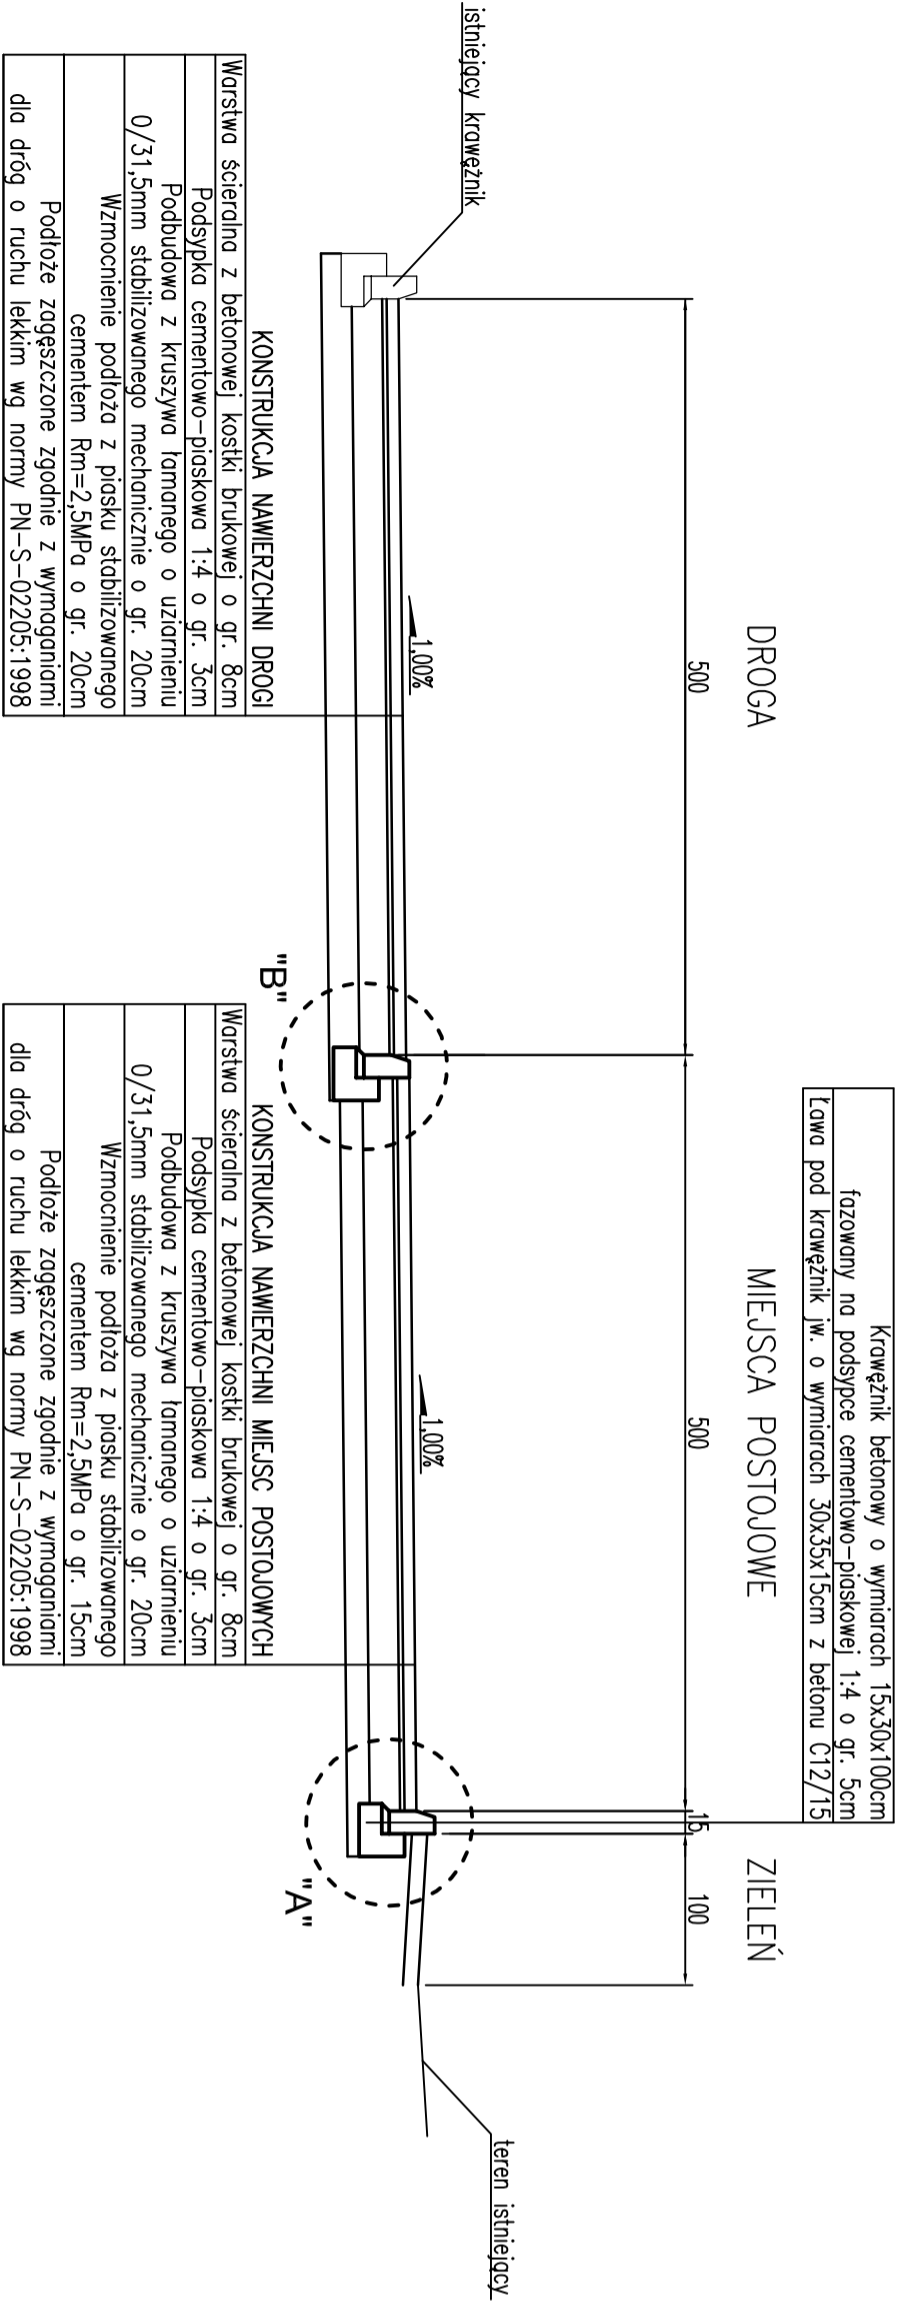 Krawężnik betonowy o wymiarach 15x30x100cm
fazowany na podsypce cementowo-piaskowej 1:4 o gr. 5cm
Ława pod krawężnik jw. o wymiarach 30x35x15cm z betonu C12/15
DROGA
MIEJSCA POSTOJOWE
ZIELEŃ
500
500
15
100
istniejący krawężnik
teren istniejący
1,00%
1,00%
"B"
"A"
KONSTRUKCJA NAWIERZCHNI DROGI
Warstwa ścieralna z betonowej kostki brukowej o gr. 8cm
Podsypka cementowo-piaskowa 1:4 o gr. 3cm
Podbudowa z kruszywa łamanego o uziarnieniu
0/31,5mm stabilizowanego mechanicznie o gr. 20cm
Wzmocnienie podłoża z piasku stabilizowanego
cementem Rm=2,5MPa o gr. 20cm
Podłoże zagęszczone zgodnie z wymaganiami
dla dróg o ruchu lekkim wg normy PN-S-02205:1998
KONSTRUKCJA NAWIERZCHNI MIEJSC POSTOJOWYCH
Warstwa ścieralna z betonowej kostki brukowej o gr. 8cm
Podsypka cementowo-piaskowa 1:4 o gr. 3cm
Podbudowa z kruszywa łamanego o uziarnieniu
0/31,5mm stabilizowanego mechanicznie o gr. 20cm
Wzmocnienie podłoża z piasku stabilizowanego
cementem Rm=2,5MPa o gr. 15cm
Podłoże zagęszczone zgodnie z wymaganiami
dla dróg o ruchu lekkim wg normy PN-S-02205:1998